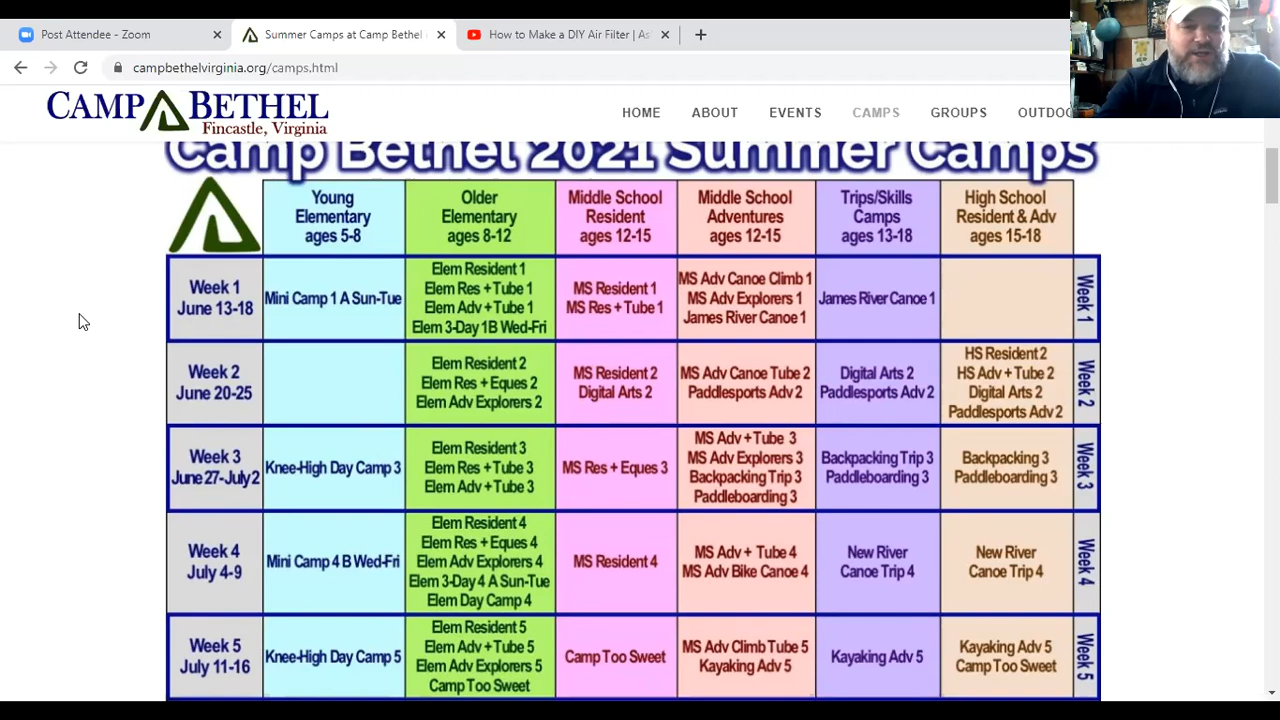 Post Attendee - Zoom
Summer Camps at Camp Bethel
How to Make a DIY Air Filter | As
campbethelvirginia.org/camps.html
CAMP BETHEL
Fincastle, Virginia
HOME ABOUT EVENTS CAMPS GROUPS OUTDO
Camp Bethel 2021 Summer Camps
Young
Elementary
ages 5-8
Older
Elementary
ages 8-12
Middle School
Resident
ages 12-15
Middle School
Adventures
ages 12-15
Trips/Skills
Camps
ages 13-18
High School
Resident & Adv
ages 15-18
Week 1
June 13-18
Mini Camp 1 A Sun-Tue
Elem Resident 1
Elem Res + Tube 1
Elem Adv + Tube 1
Elem 3-Day 1B Wed-Fri
MS Resident 1
MS Res + Tube 1
MS Adv Canoe Climb 1
MS Adv Explorers 1
James River Canoe 1
James River Canoe 1
Week 1
Week 2
June 20-25
Elem Resident 2
Elem Res + Eques 2
Elem Adv Explorers 2
MS Resident 2
Digital Arts 2
MS Adv Canoe Tube 2
Paddlesports Adv 2
Digital Arts 2
Paddlesports Adv 2
HS Resident 2
HS Adv + Tube 2
Digital Arts 2
Paddlesports Adv 2
Week 2
Week 3
June 27-July 2
Knee-High Day Camp 3
Elem Resident 3
Elem Res + Tube 3
Elem Adv + Tube 3
MS Res + Eques 3
MS Adv + Tube 3
MS Adv Explorers 3
Backpacking Trip 3
Paddleboarding 3
Backpacking Trip 3
Paddleboarding 3
Backpacking 3
Paddleboarding 3
Week 3
Week 4
July 4-9
Mini Camp 4 B Wed-Fri
Elem Resident 4
Elem Res + Eques 4
Elem Adv Explorers 4
Elem 3-Day 4 A Sun-Tue
Elem Day Camp 4
MS Resident 4
MS Adv + Tube 4
MS Adv Bike Canoe 4
New River
Canoe Trip 4
New River
Canoe Trip 4
Week 4
Week 5
July 11-16
Knee-High Day Camp 5
Elem Resident 5
Elem Adv + Tube 5
Elem Adv Explorers 5
Camp Too Sweet
Camp Too Sweet
MS Adv Climb Tube 5
Kayaking Adv 5
Kayaking Adv 5
Kayaking Adv 5
Camp Too Sweet
Week 5